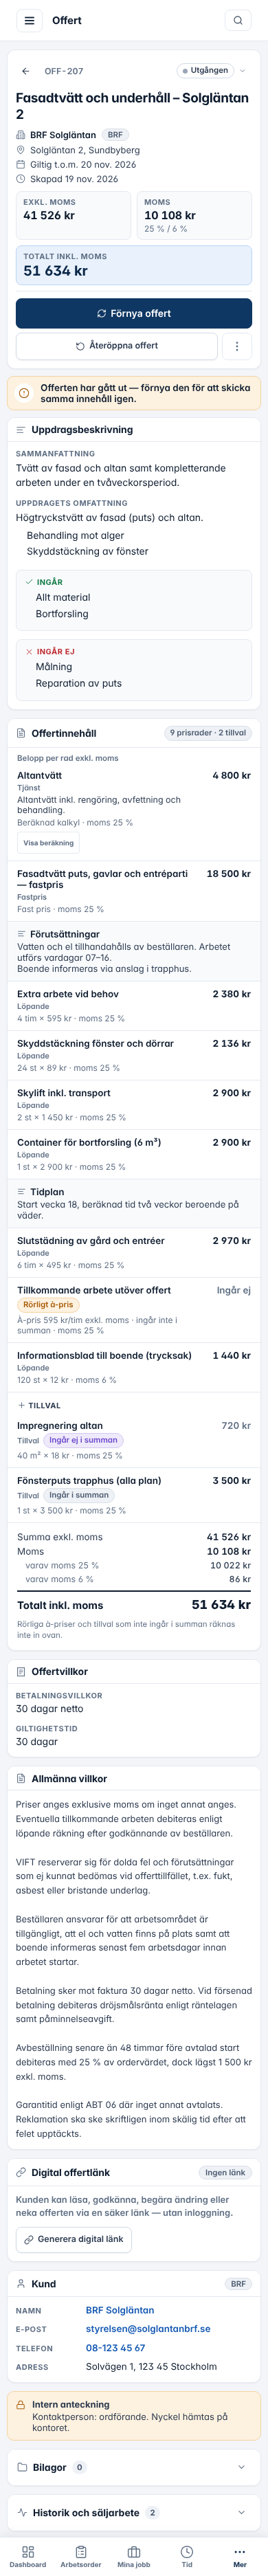 Offert
OFF-207
Utgången
Fasadtvätt och underhåll – Solgläntan
2
BRF Solgläntan BRF
Solgläntan 2, Sundbyberg
Giltig t.o.m. 20 nov. 2026
Skapad 19 nov. 2026
EXKL. MOMS
41 526 kr
MOMS
10 108 kr
25 % / 6 %
TOTALT INKL. MOMS
51 634 kr
Förnya offert
Återöppna offert
Offerten har gått ut — förnya den för att skicka
samma innehåll igen.
Uppdragsbeskrivning
SAMMANFATTNING
Tvätt av fasad och altan samt kompletterande
arbeten under en tvåveckorsperiod.
UPPDRAGETS OMFATTNING
Högtryckstvätt av fasad (puts) och altan.
Behandling mot alger
Skyddstäckning av fönster
INGÅR
Allt material
Bortforsling
INGÅR EJ
Målning
Reparation av puts
Offertinnehåll
9 prisrader · 2 tillval
Belopp per rad exkl. moms
Altantvätt 4 800 kr
Tjänst
Altantvätt inkl. rengöring, avfettning och
behandling.
Beräknad kalkyl · moms 25 %
Visa beräkning
Fasadtvätt puts, gavlar och entréparti 18 500 kr
— fastpris
Fastpris
Fast pris · moms 25 %
Förutsättningar
Vatten och el tillhandahålls av beställaren. Arbetet
utförs vardagar 07–16.
Boende informeras via anslag i trapphus.
Extra arbete vid behov 2 380 kr
Löpande
4 tim × 595 kr · moms 25 %
Skyddstäckning fönster och dörrar 2 136 kr
Löpande
24 st × 89 kr · moms 25 %
Skylift inkl. transport 2 900 kr
Löpande
2 st × 1 450 kr · moms 25 %
Container för bortforsling (6 m³) 2 900 kr
Löpande
1 st × 2 900 kr · moms 25 %
Tidplan
Start vecka 18, beräknad tid två veckor beroende på
väder.
Slutstädning av gård och entréer 2 970 kr
Löpande
6 tim × 495 kr · moms 25 %
Tillkommande arbete utöver offert Ingår ej
Rörligt à-pris
À-pris 595 kr/tim exkl. moms · ingår inte i
summan · moms 25 %
Informationsblad till boende (trycksak) 1 440 kr
Löpande
120 st × 12 kr · moms 6 %
TILLVAL
Impregnering altan 720 kr
Tillval Ingår ej i summan
40 m² × 18 kr · moms 25 %
Fönsterputs trapphus (alla plan) 3 500 kr
Tillval Ingår i summan
1 st × 3 500 kr · moms 25 %
Summa exkl. moms 41 526 kr
Moms 10 108 kr
varav moms 25 % 10 022 kr
varav moms 6 % 86 kr
Totalt inkl. moms 51 634 kr
Rörliga à-priser och tillval som inte ingår i summan räknas
inte in ovan.
Offertvillkor
BETALNINGSVILLKOR
30 dagar netto
GILTIGHETSTID
30 dagar
Allmänna villkor
Priser anges exklusive moms om inget annat anges.
Eventuella tillkommande arbeten debiteras enligt
löpande räkning efter godkännande av beställaren.
VIFT reserverar sig för dolda fel och förutsättningar
som ej kunnat bedömas vid offerttillfället, t.ex. fukt,
asbest eller bristande underlag.
Beställaren ansvarar för att arbetsområdet är
tillgängligt, att el och vatten finns på plats samt att
boende informeras senast fem arbetsdagar innan
arbetet startar.
Betalning sker mot faktura 30 dagar netto. Vid försenad
betalning debiteras dröjsmålsränta enligt räntelagen
samt påminnelseavgift.
Avbeställning senare än 48 timmar före avtalad start
debiteras med 25 % av ordervärdet, dock lägst 1 500 kr
exkl. moms.
Garantitid enligt ABT 06 där inget annat avtalats.
Reklamation ska ske skriftligen inom skälig tid efter att
felet upptäckts.
Digital offertlänk
Ingen länk
Kunden kan läsa, godkänna, begära ändring eller
neka offerten via en säker länk — utan inloggning.
Generera digital länk
Kund
BRF
NAMN BRF Solgläntan
E-POST styrelsen@solglantanbrf.se
TELEFON 08-123 45 67
ADRESS Solvägen 1, 123 45 Stockholm
Intern anteckning
Kontaktperson: ordförande. Nyckel hämtas på
kontoret.
Bilagor 0
Historik och säljarbete 2
Dashboard Arbetsorder Mina jobb Tid Mer